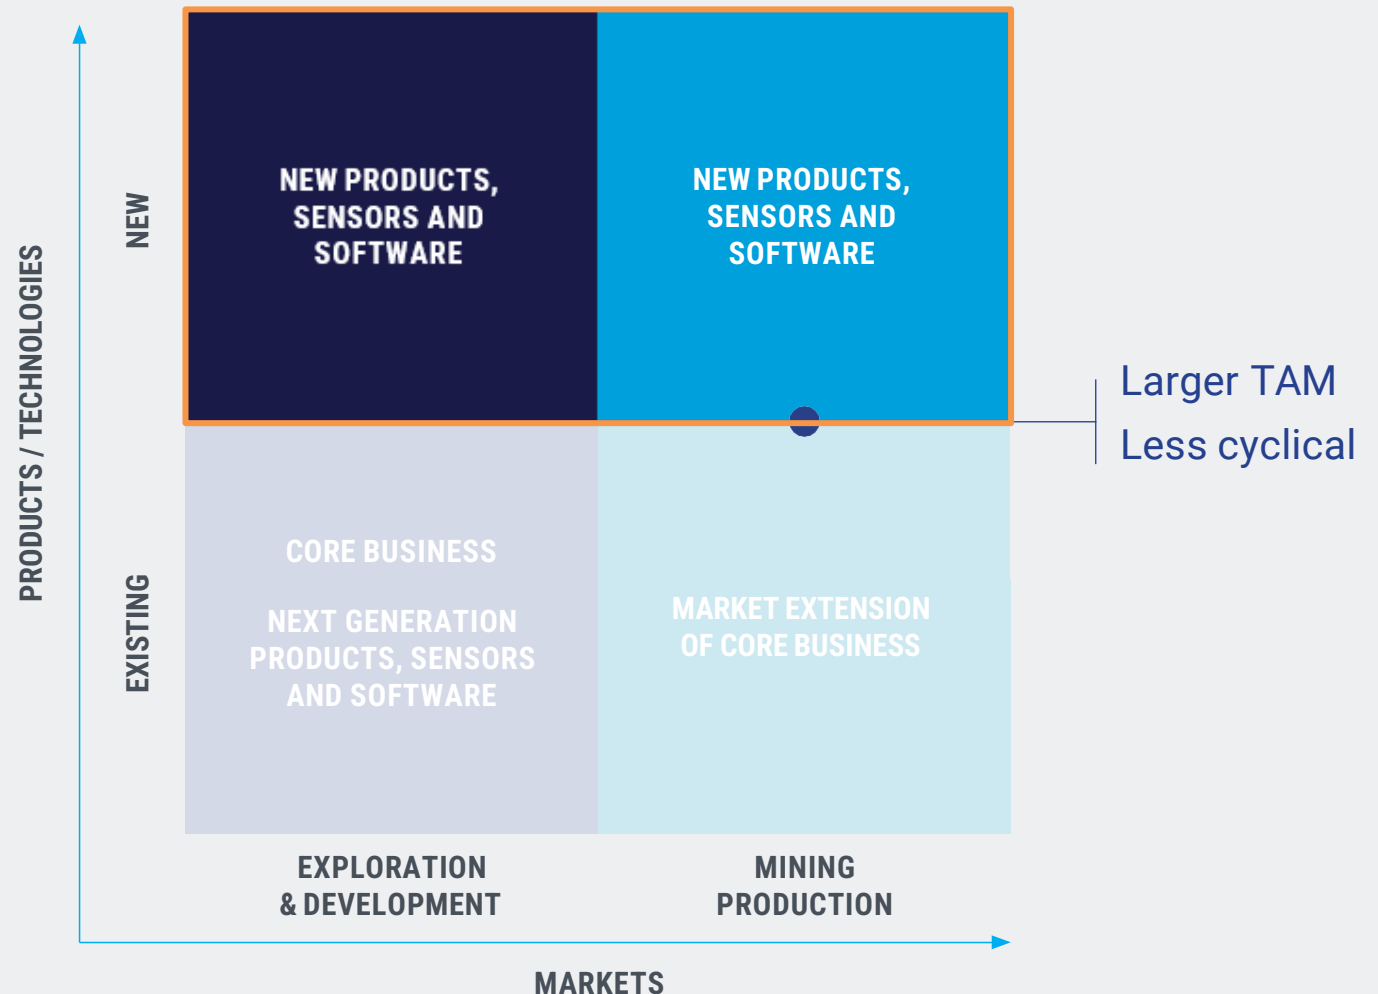 PRODUCTS / TECHNOLOGIES
NEW
NEW PRODUCTS,
SENSORS AND
SOFTWARE
NEW PRODUCTS,
SENSORS AND
SOFTWARE
Larger TAM
Less cyclical
EXISTING
CORE BUSINESS
NEXT GENERATION
PRODUCTS, SENSORS
AND SOFTWARE
MARKET EXTENSION
OF CORE BUSINESS
EXPLORATION
& DEVELOPMENT
MINING
PRODUCTION
MARKETS